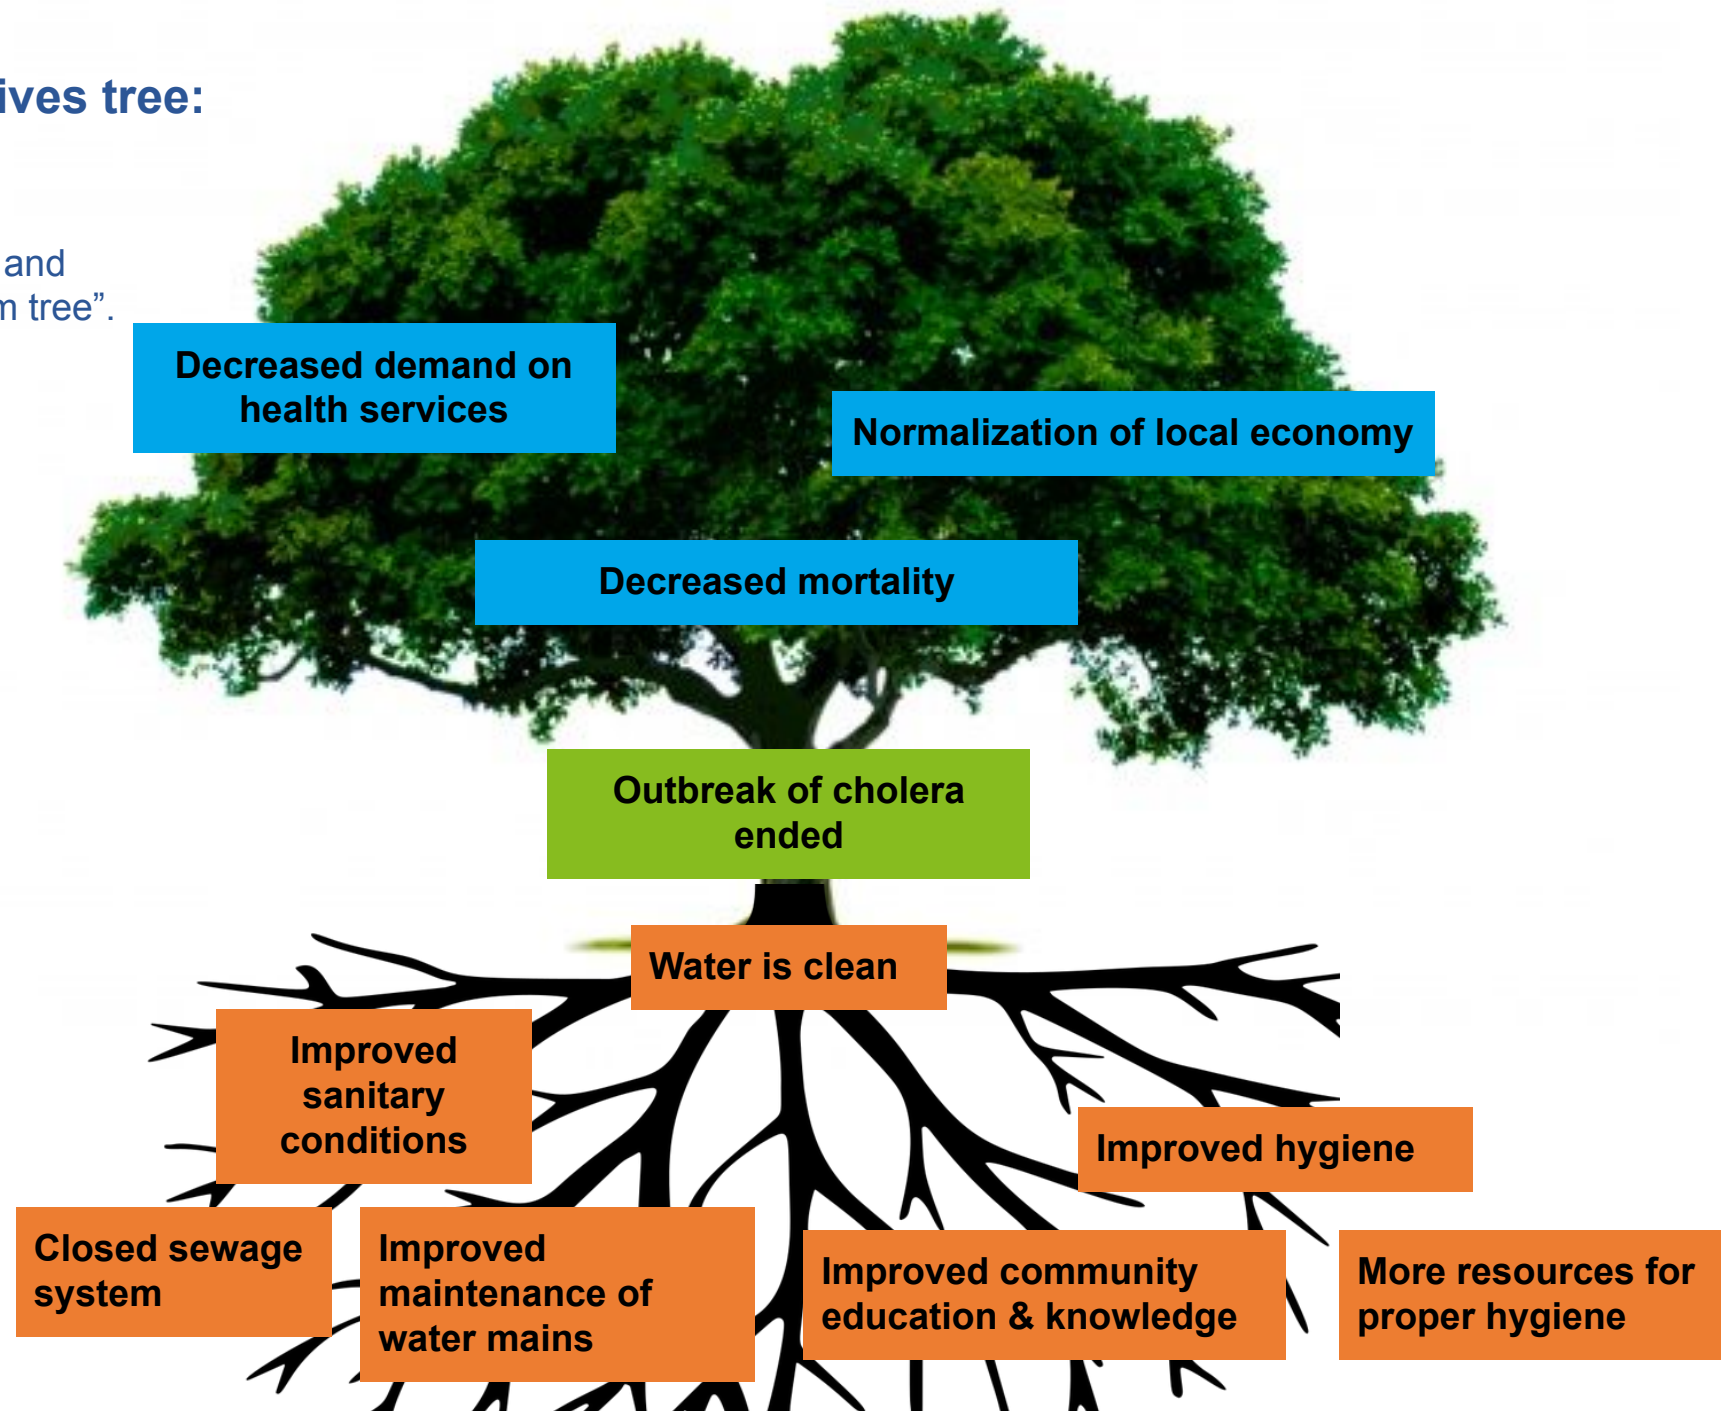 ives tree:
and
m tree”.
Decreased demand on
health services
Normalization of local economy
Decreased mortality
Outbreak of cholera
ended
Water is clean
Improved
sanitary
conditions
Improved hygiene
Closed sewage
system
Improved
maintenance of
water mains
Improved community
education & knowledge
More resources for
proper hygiene